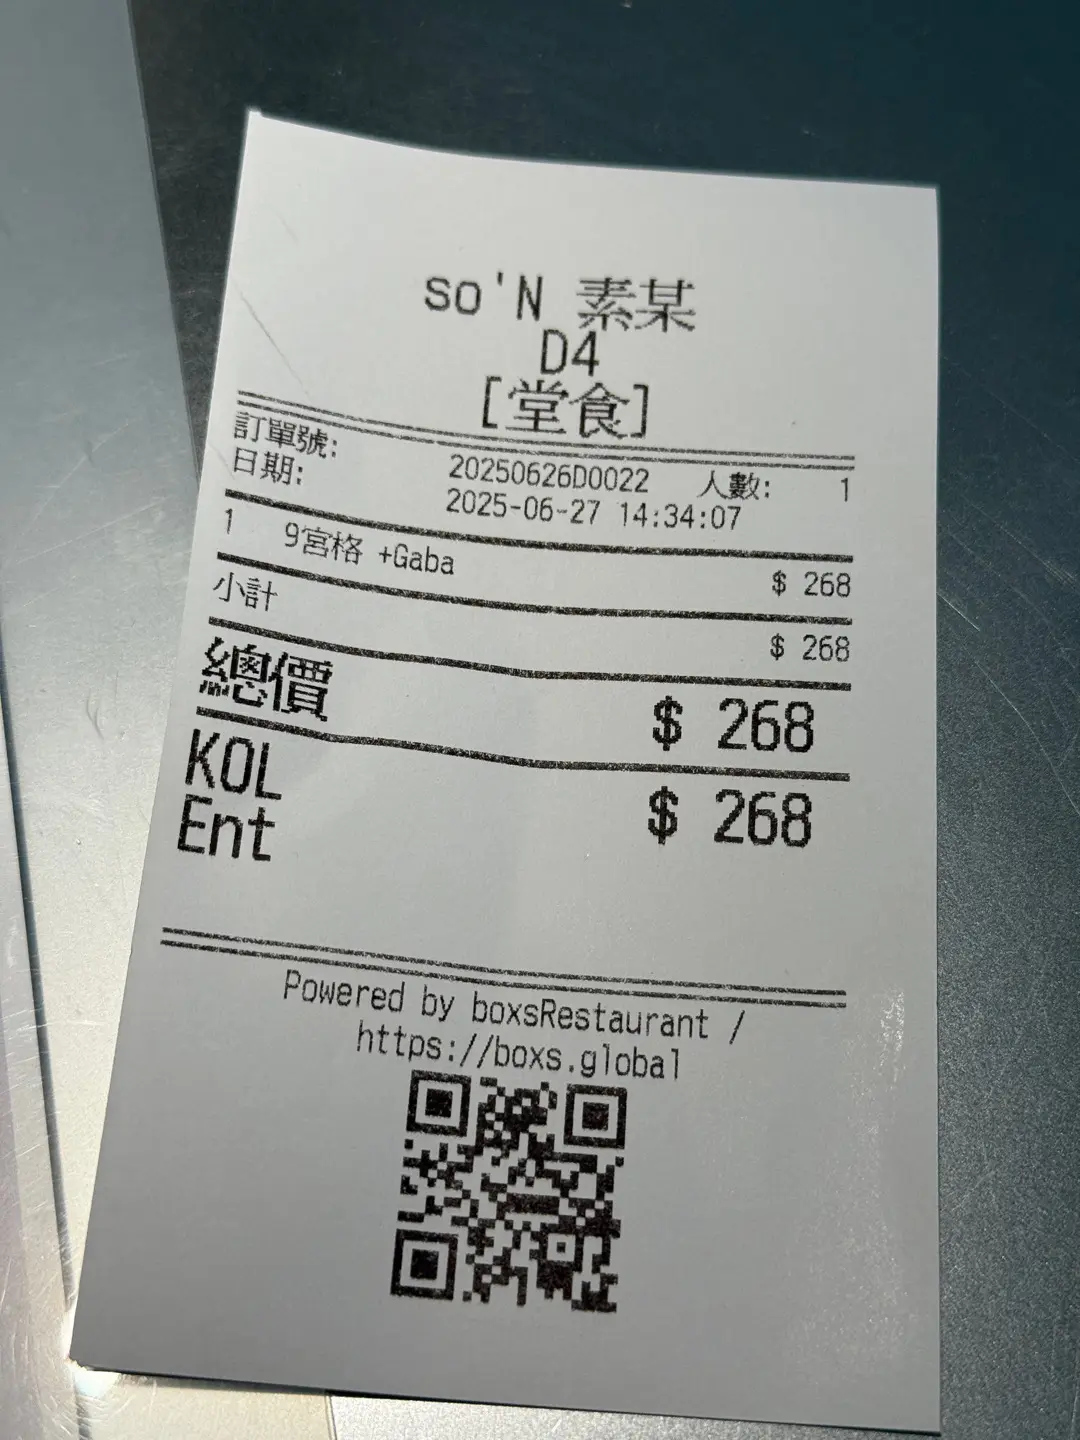 so'N 素某
D4
[堂食]
訂單號: 20250626D0022 人數: 1
日期: 2025-06-27 14:34:07
1 9宮格 +Gaba $ 268
小計 $ 268
總價 $ 268
KOL $ 268
Ent
Powered by boxsRestaurant /
https://boxs.global